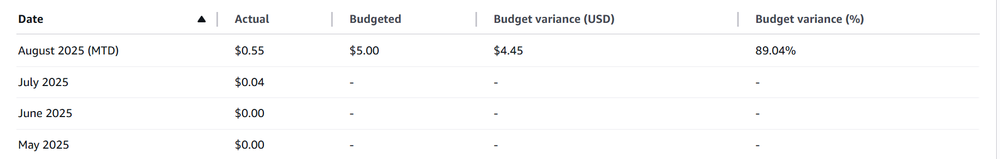 Date Actual Budgeted Budget variance (USD) Budget variance (%)
August 2025 (MTD) $0.55 $5.00 $4.45 89.04%
July 2025 $0.04 - - -
June 2025 $0.00 - - -
May 2025 $0.00 - - -